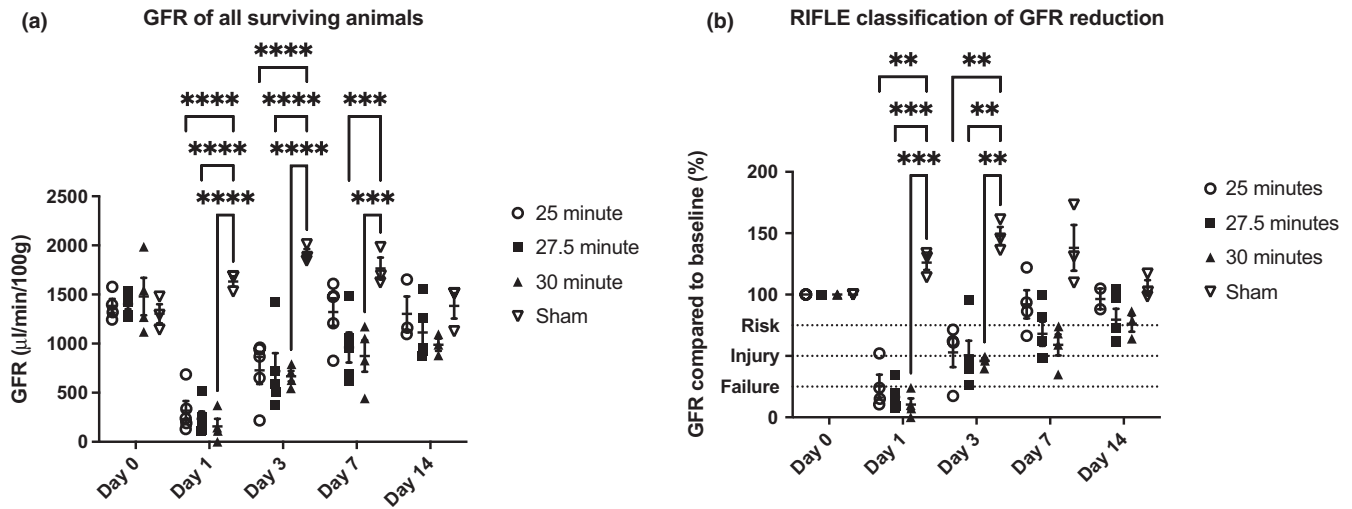 (a)
GFR of all surviving animals
****
**** **** ***
**** ****
**** ***
GFR (µl/min/100g)
2500
2000
1500
1000
500
0
Day 0 Day 1 Day 3 Day 7 Day 14
25 minute
27.5 minute
30 minute
Sham
(b)
RIFLE classification of GFR reduction
** **
*** **
*** **
GFR compared to baseline (%)
200
150
100
Risk
Injury
Failure
0
Day 0 Day 1 Day 3 Day 7 Day 14
25 minutes
27.5 minutes
30 minutes
Sham